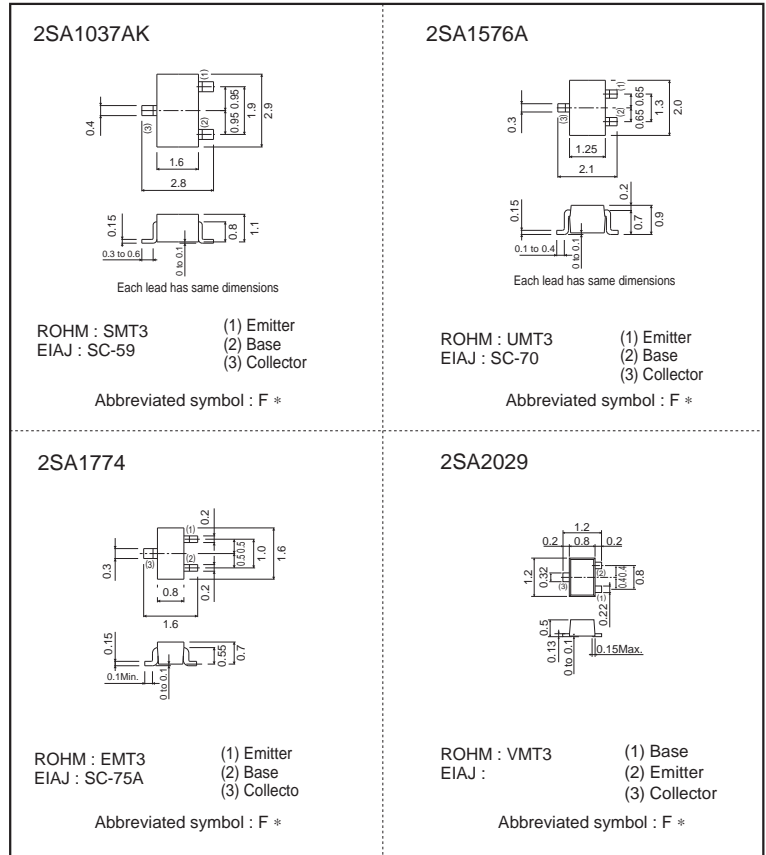 2SA1037AK
(1)
(2)
(3)
0.4
0.95 0.95
1.9
2.9
1.6
2.8
0.15
0.3 to 0.6
0 to 0.1
0.8
1.1
Each lead has same dimensions
ROHM : SMT3
EIAJ : SC-59
(1) Emitter
(2) Base
(3) Collector
Abbreviated symbol : F *
2SA1576A
(1)
(2)
(3)
0.3
0.65 0.65
1.3
2.0
1.25
2.1
0.2
0.15
0.1 to 0.4
0 to 0.1
0.7
0.9
Each lead has same dimensions
ROHM : UMT3
EIAJ : SC-70
(1) Emitter
(2) Base
(3) Collector
Abbreviated symbol : F *
2SA1774
0.2
(1)
(2)
(3)
0.3
0.5 0.5
1.0
1.6
0.8
0.2
1.6
0.15
0.1Min.
0 to 0.1
0.55
0.7
ROHM : EMT3
EIAJ : SC-75A
(1) Emitter
(2) Base
(3) Collecto
Abbreviated symbol : F *
2SA2029
1.2
0.2 0.8 0.2
1.2
0.32
(3)
(2)
(1)
0.4 0.4
0.8
0.22
0.5
0.13
0 to 0.1
0.15Max.
ROHM : VMT3
EIAJ :
(1) Base
(2) Emitter
(3) Collector
Abbreviated symbol : F *